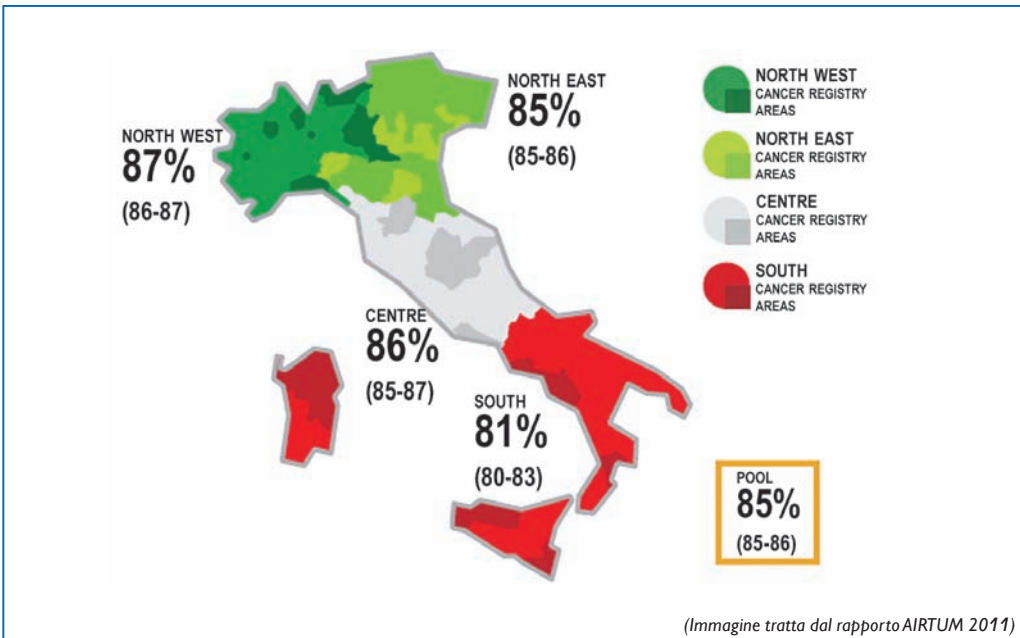 NORTH WEST
87%
(86-87)
NORTH EAST
85%
(85-86)
CENTRE
86%
(85-87)
SOUTH
81%
(80-83)
NORTH WEST
CANCER REGISTRY
AREAS
NORTH EAST
CANCER REGISTRY
AREAS
CENTRE
CANCER REGISTRY
AREAS
SOUTH
CANCER REGISTRY
AREAS
POOL
85%
(85-86)
(Immagine tratta dal rapporto AIRTUM 2011)